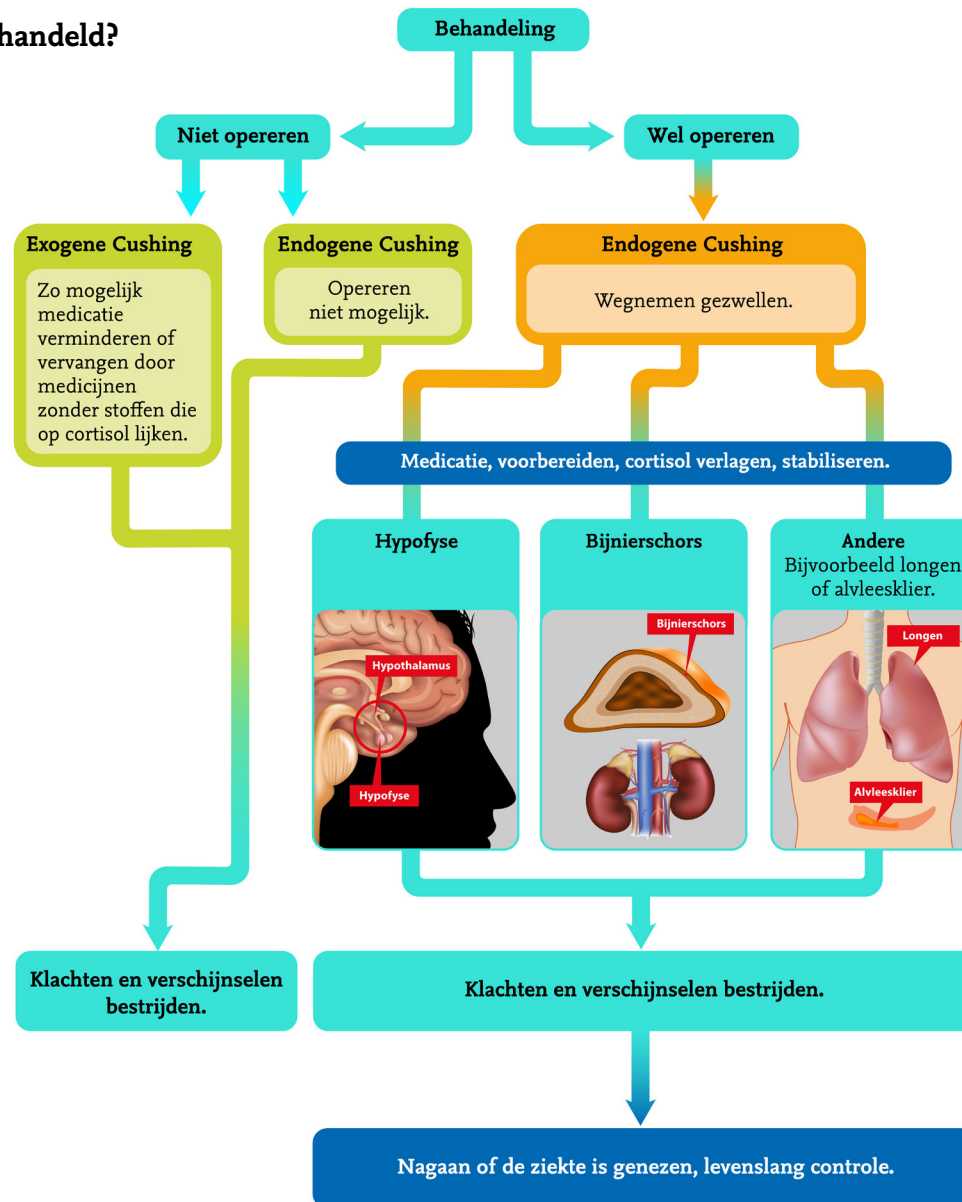 handeld?
Behandeling
Niet opereren
Wel opereren
Exogene Cushing
Zo mogelijk
medicatie
verminderen of
vervangen door
medicijnen
zonder stoffen die
op cortisol lijken.
Endogene Cushing
Opereren
niet mogelijk.
Endogene Cushing
Wegnemen gezwellen.
Medicatie, voorbereiden, cortisol verlagen, stabiliseren.
Hypofyse
Hypothalamus
Hypofyse
Bijnierschors
Bijnierschors
Andere
Bijvoorbeeld longen
of alvleesklier.
Longen
Alvleesklier
Klachten en verschijnselen
bestrijden.
Klachten en verschijnselen bestrijden.
Nagaan of de ziekte is genezen, levenslang controle.